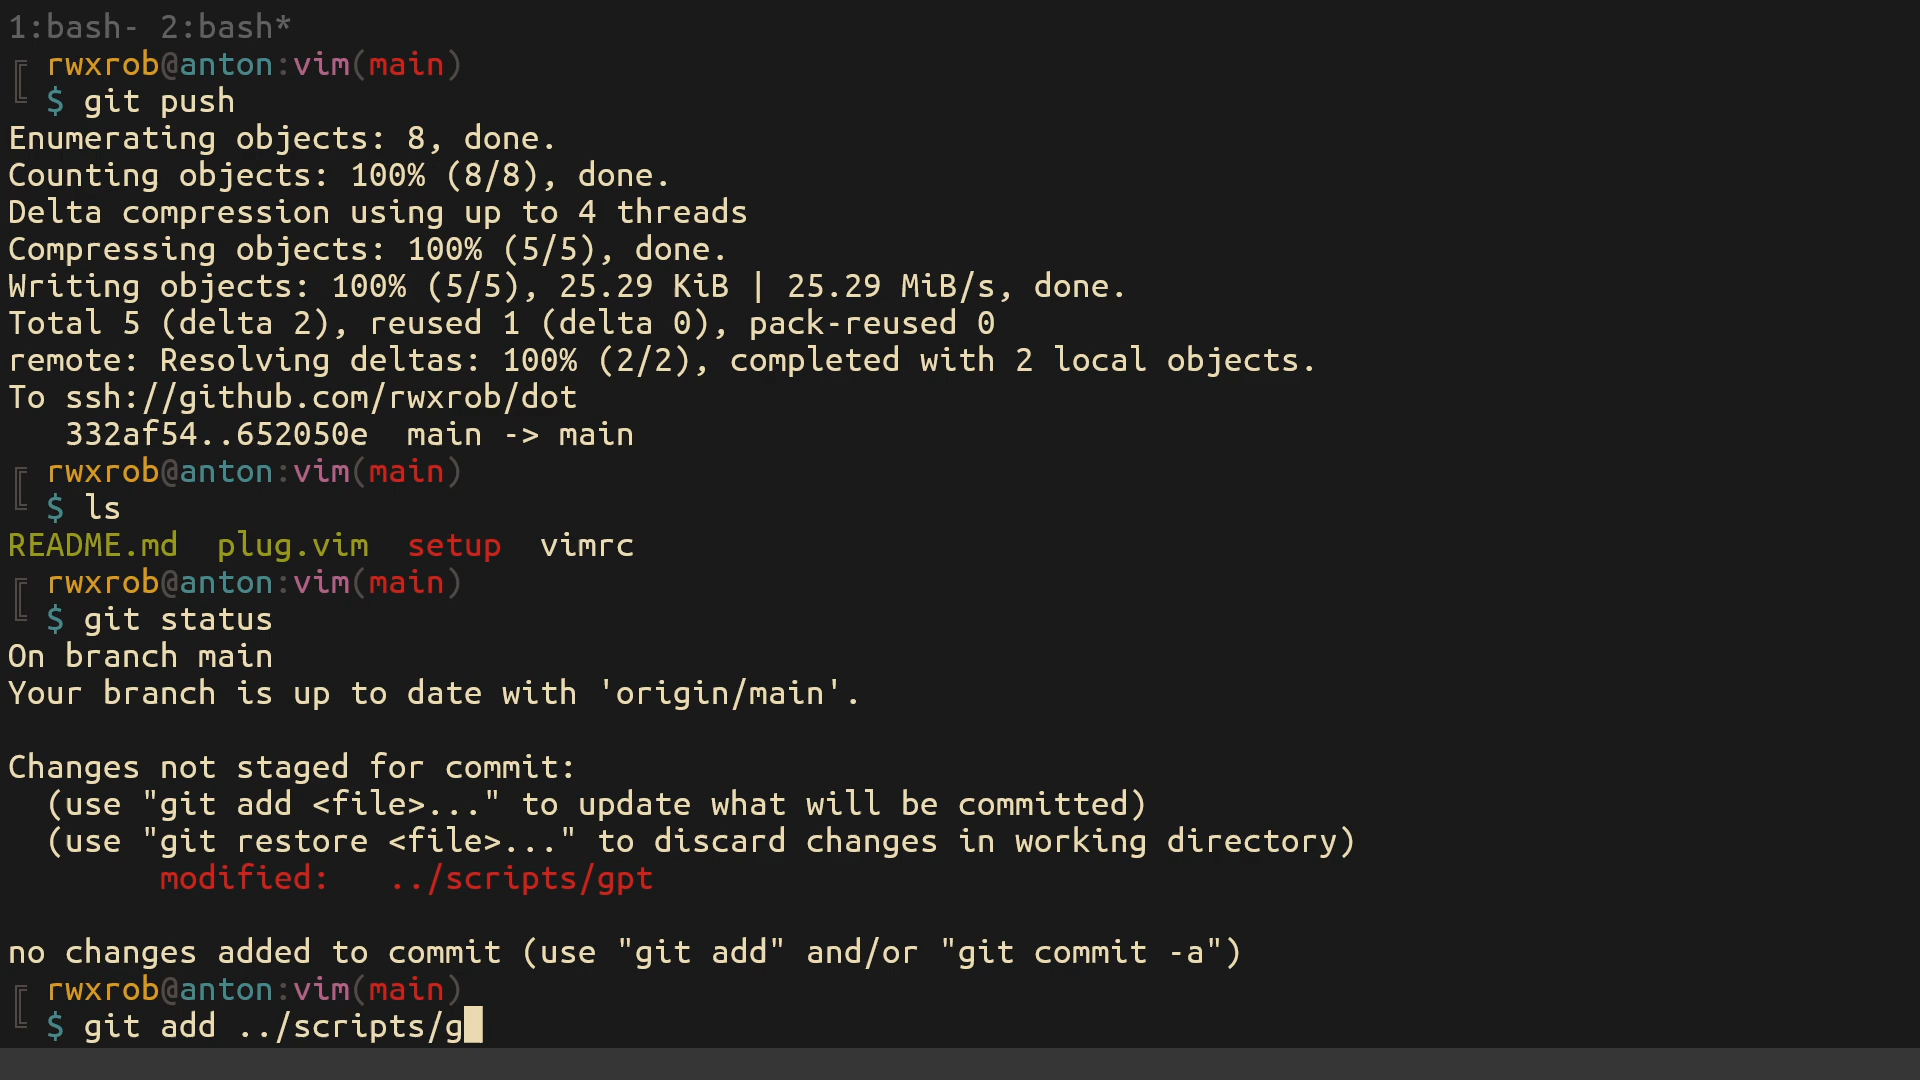 1:bash- 2:bash*
╔ rwxrob@anton:vim(main)
╚ $ git push
Enumerating objects: 8, done.
Counting objects: 100% (8/8), done.
Delta compression using up to 4 threads
Compressing objects: 100% (5/5), done.
Writing objects: 100% (5/5), 25.29 KiB | 25.29 MiB/s, done.
Total 5 (delta 2), reused 1 (delta 0), pack-reused 0
remote: Resolving deltas: 100% (2/2), completed with 2 local objects.
To ssh://github.com/rwxrob/dot
   332af54..652050e  main -> main
╔ rwxrob@anton:vim(main)
╚ $ ls
README.md  plug.vim  setup  vimrc
╔ rwxrob@anton:vim(main)
╚ $ git status
On branch main
Your branch is up to date with 'origin/main'.

Changes not staged for commit:
  (use "git add <file>..." to update what will be committed)
  (use "git restore <file>..." to discard changes in working directory)
        modified:   ../scripts/gpt

no changes added to commit (use "git add" and/or "git commit -a")
╔ rwxrob@anton:vim(main)
╚ $ git add ../scripts/g